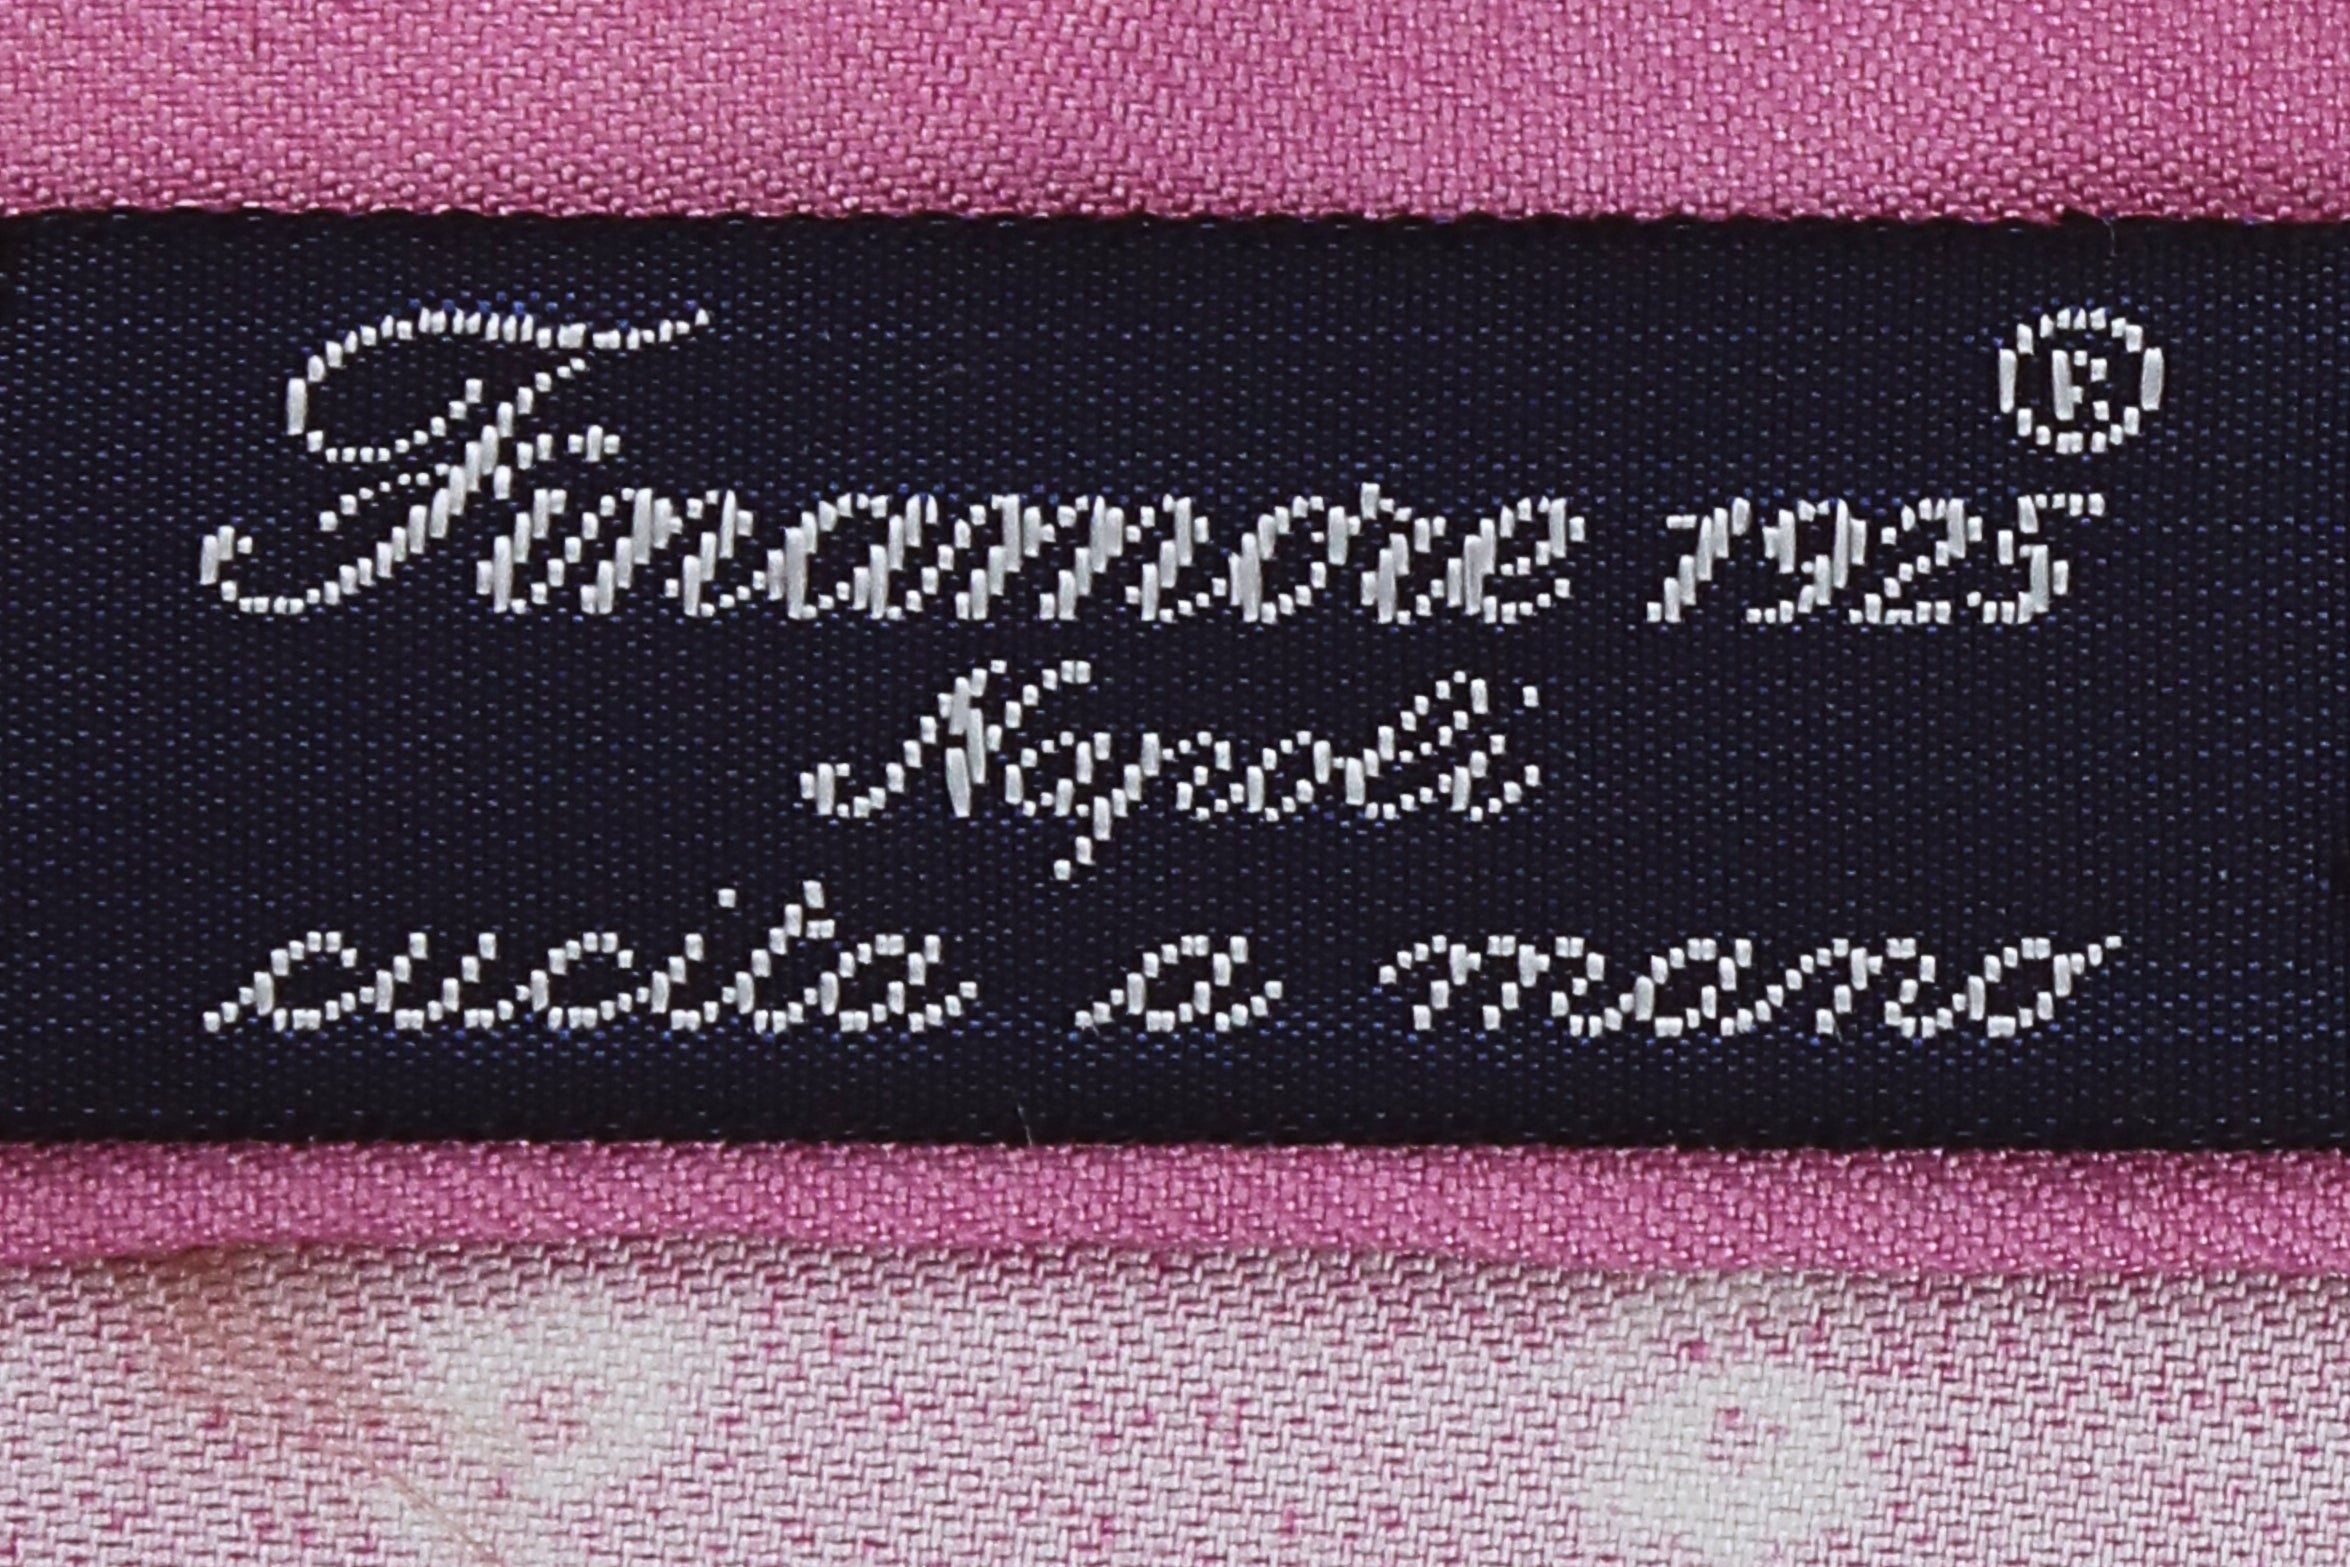 Finamore 1925 ®
Napoli
cucita a mano